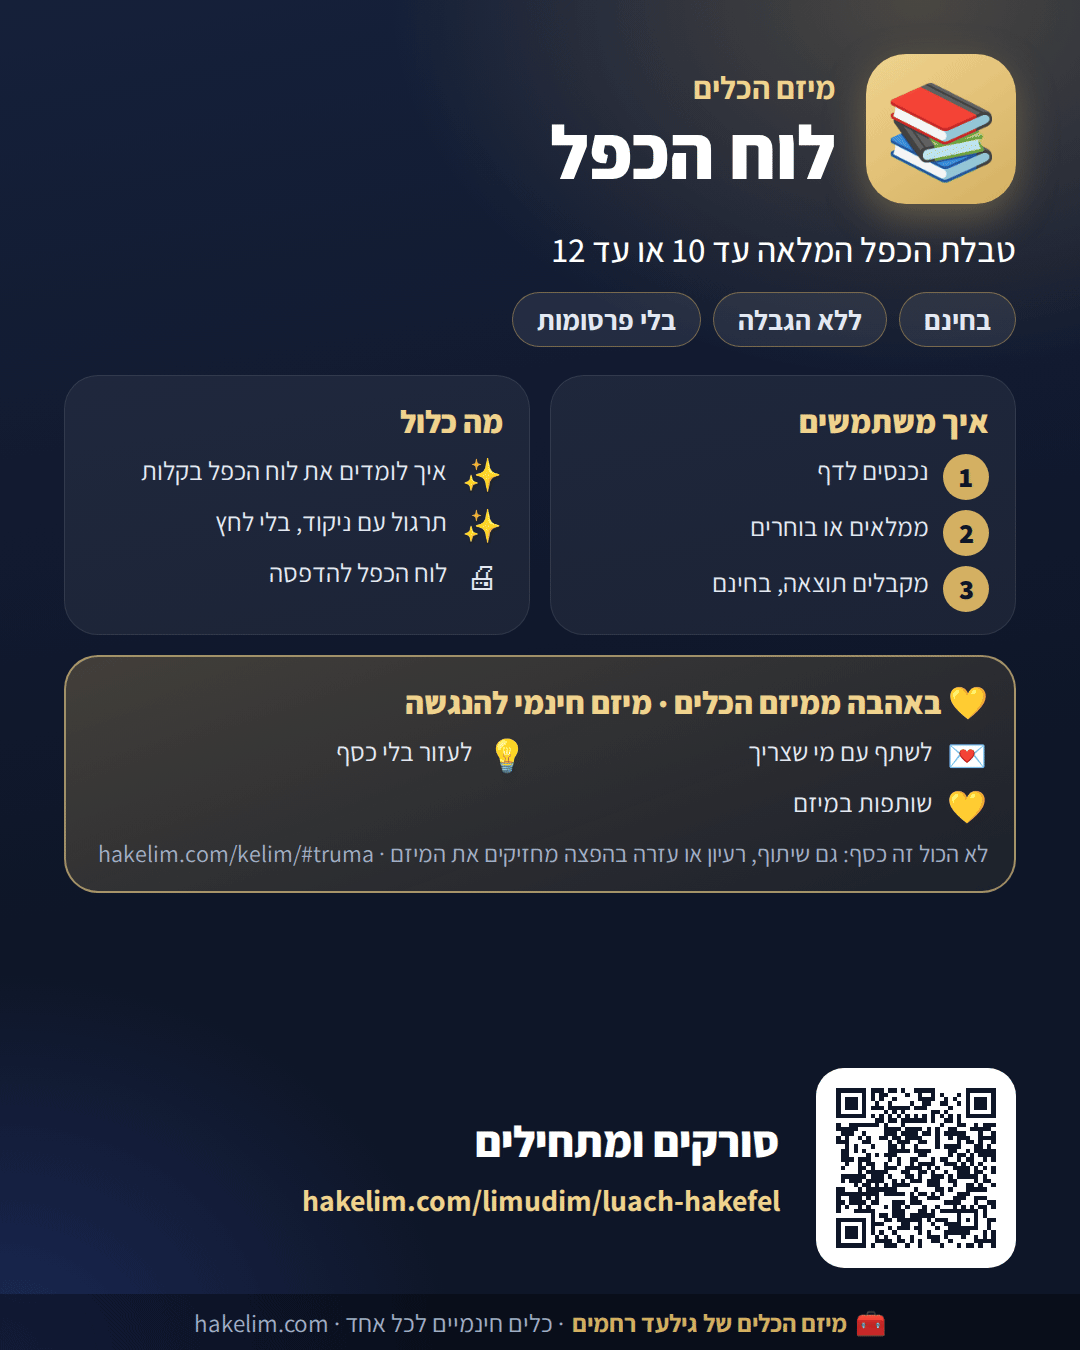 מיזם הכלים
לוח הכפל
טבלת הכפל המלאה עד 10 או עד 12
בחינם
ללא הגבלה
בלי פרסומות
איך משתמשים
1 נכנסים לדף
2 ממלאים או בוחרים
3 מקבלים תוצאה, בחינם
מה כלול
איך לומדים את לוח הכפל בקלות
תרגול עם ניקוד, בלי לחץ
לוח הכפל להדפסה
באהבה ממיזם הכלים · מיזם חינמי להנגשה
לשתף עם מי שצריך
לעזור בלי כסף
שותפות במיזם
לא הכול זה כסף: גם שיתוף, רעיון או עזרה בהפצה מחזיקים את המיזם · hakelim.com/kelim/#truma
סורקים ומתחילים
hakelim.com/limudim/luach-hakefel
מיזם הכלים של גילעד רחמים · כלים חינמיים לכל אחד · hakelim.com